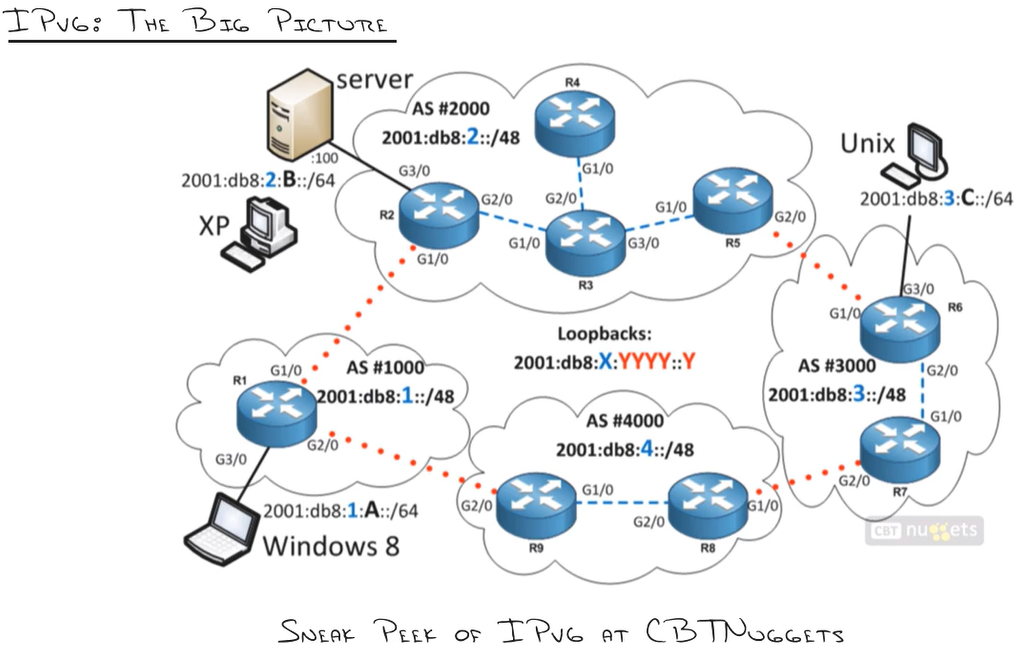 IPv6: The Big Picture
server
R4
AS #2000
2001:db8:2::/48
:100
G3/0
G1/0
Unix
2001:db8:2:B::/64
2001:db8:3:C::/64
XP
R2
G2/0
G2/0
G1/0
G2/0
G1/0
G3/0
R5
G1/0
R3
G3/0
G1/0
R6
Loopbacks:
2001:db8:X:YYYY::Y
AS #3000
2001:db8:3::/48
G2/0
G1/0
R1
G1/0
AS #1000
2001:db8:1::/48
G2/0
G3/0
AS #4000
2001:db8:4::/48
G2/0
R7
G2/0
G1/0
G2/0
G1/0
R9
R8
2001:db8:1:A::/64
Windows 8
CBT nuggets
Sneak Peek of IPv6 at CBTNuggets